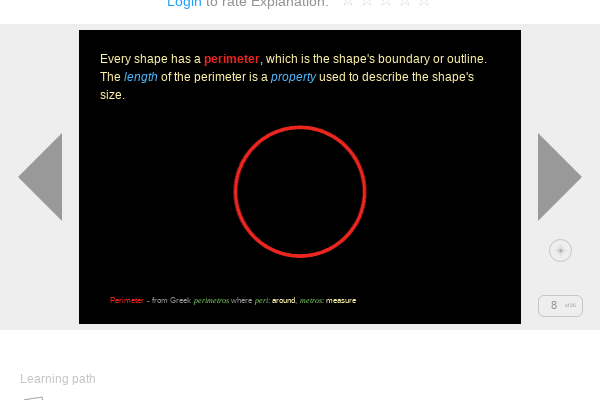 Login to rate Explanation:
Every shape has a perimeter, which is the shape's boundary or outline.
The length of the perimeter is a property used to describe the shape's
size.
Perimeter - from Greek perimetros where peri: around, metros: measure
8 of 26
Learning path